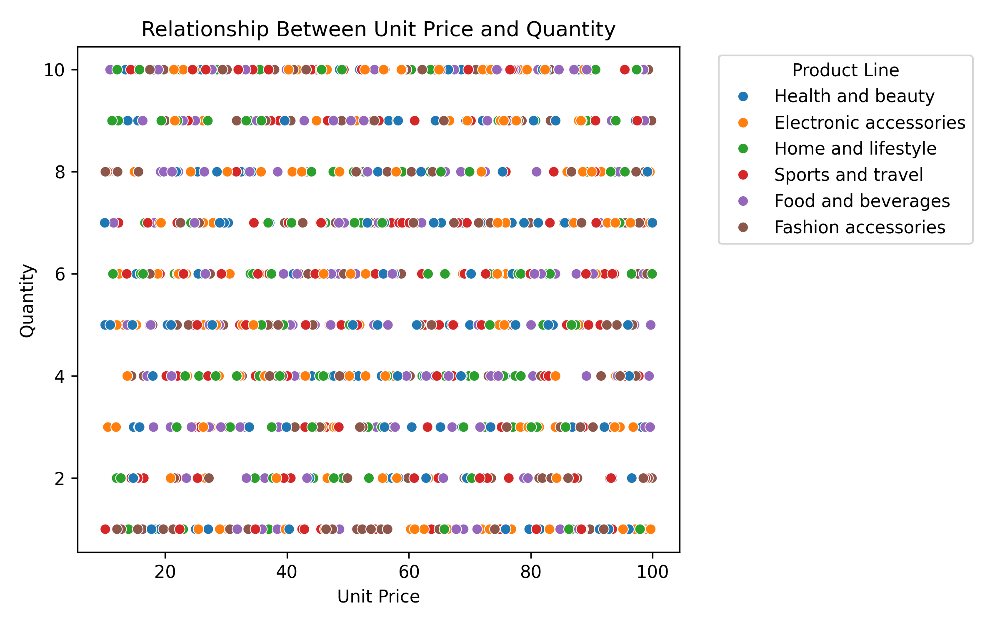 Relationship Between Unit Price and Quantity
Product Line
Health and beauty
Electronic accessories
Home and lifestyle
Sports and travel
Food and beverages
Fashion accessories
Quantity
10
8
6
4
2
20 40 60 80 100
Unit Price